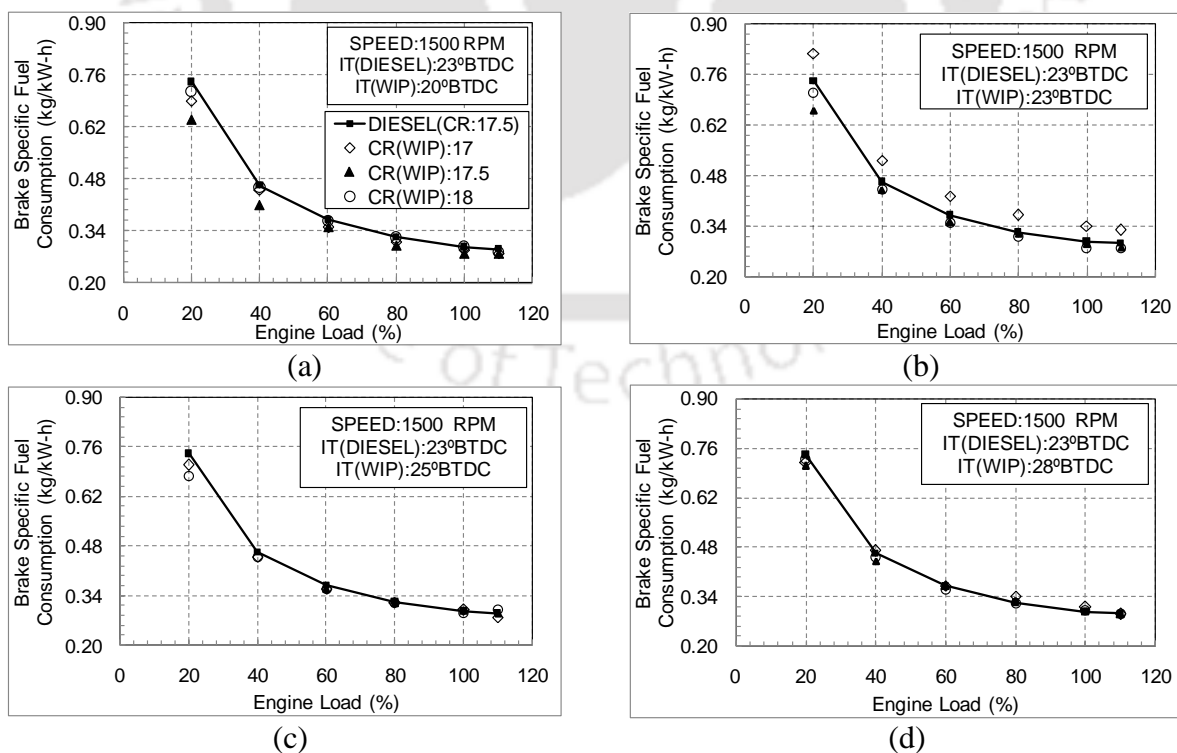 0.90
0.76
0.62
0.48
0.34
0.20
Brake Specific Fuel
Consumption (kg/kW-h)
SPEED:1500 RPM
IT(DIESEL):23ºBTDC
IT(WIP):20ºBTDC
DIESEL(CR:17.5)
CR(WIP):17
CR(WIP):17.5
CR(WIP):18
0 20 40 60 80 100 120
Engine Load (%)
(a)
0.90
0.76
0.62
0.48
0.34
0.20
Brake Specific Fuel
Consumption (kg/kW-h)
SPEED:1500 RPM
IT(DIESEL):23ºBTDC
IT(WIP):23ºBTDC
0 20 40 60 80 100 120
Engine Load (%)
(b)
of Techno
0.90
0.76
0.62
0.48
0.34
0.20
Brake Specific Fuel
Consumption (kg/kW-h)
SPEED:1500 RPM
IT(DIESEL):23ºBTDC
IT(WIP):25ºBTDC
0 20 40 60 80 100 120
Engine Load (%)
(c)
0.90
0.76
0.62
0.48
0.34
0.20
Brake Specific Fuel
Consumption (kg/kW-h)
SPEED:1500 RPM
IT(DIESEL):23ºBTDC
IT(WIP):28ºBTDC
0 20 40 60 80 100 120
Engine Load (%)
(d)